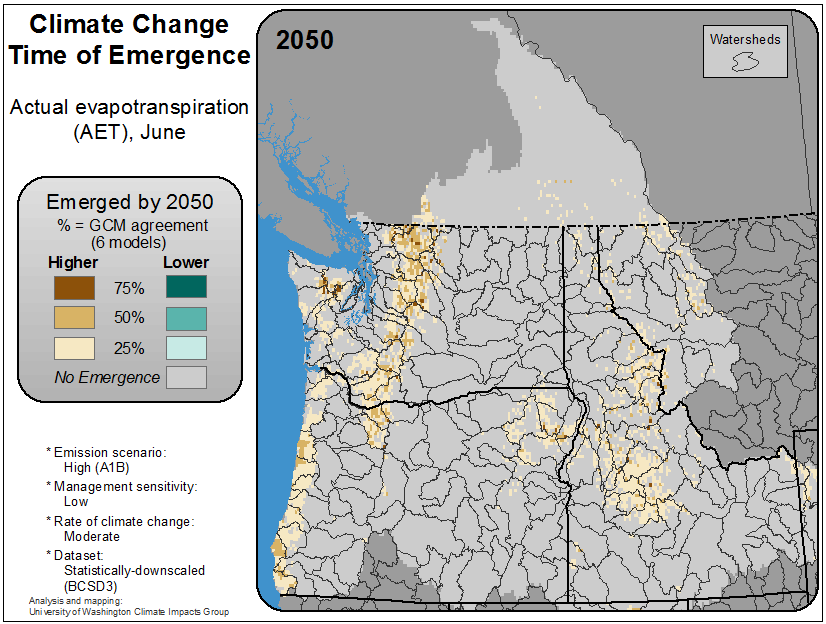 Climate Change
Time of Emergence
Actual evapotranspiration
(AET), June
Emerged by 2050
% = GCM agreement
(6 models)
Higher Lower
75%
50%
25%
No Emergence
* Emission scenario:
High (A1B)
* Management sensitivity:
Low
* Rate of climate change:
Moderate
* Dataset:
Statistically-downscaled
(BCSD3)
Analysis and mapping:
University of Washington Climate Impacts Group
2050
Watersheds